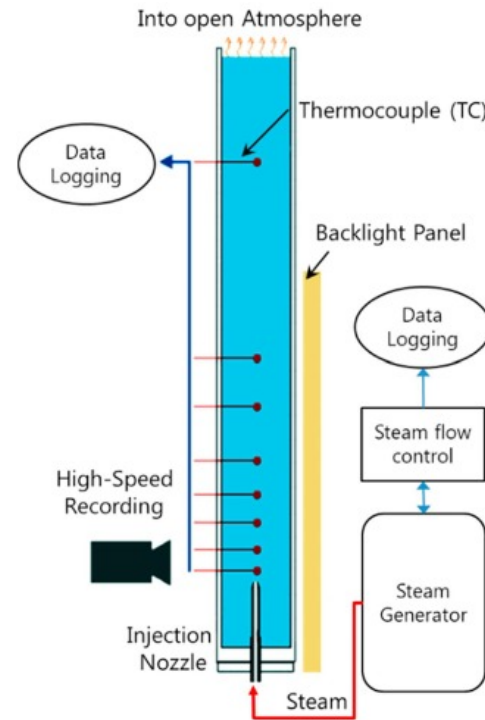 Into open Atmosphere
Thermocouple (TC)
Data
Logging
Backlight Panel
Data
Logging
Steam flow
control
High-Speed
Recording
Steam
Generator
Injection
Nozzle
Steam